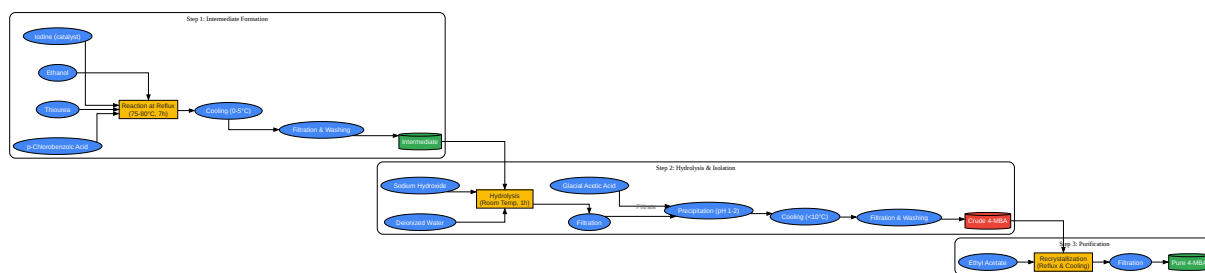 Step 1: Intermediate Formation
Iodine (catalyst)
Ethanol
Thiourea
p-Chlorobenzoic Acid
Reaction at Reflux
(75-80°C, 7h)
Cooling (0-5°C)
Filtration & Washing
Intermediate
Step 2: Hydrolysis & Isolation
Sodium Hydroxide
Deionized Water
Hydrolysis
(Room Temp, 1h)
Glacial Acetic Acid
Filtration
Filtrate
Precipitation (pH 1-2)
Cooling (<10°C)
Filtration & Washing
Crude 4-MBA
Step 3: Purification
Ethyl Acetate
Recrystallization
(Reflux & Cooling)
Filtration
Pure 4-MBA